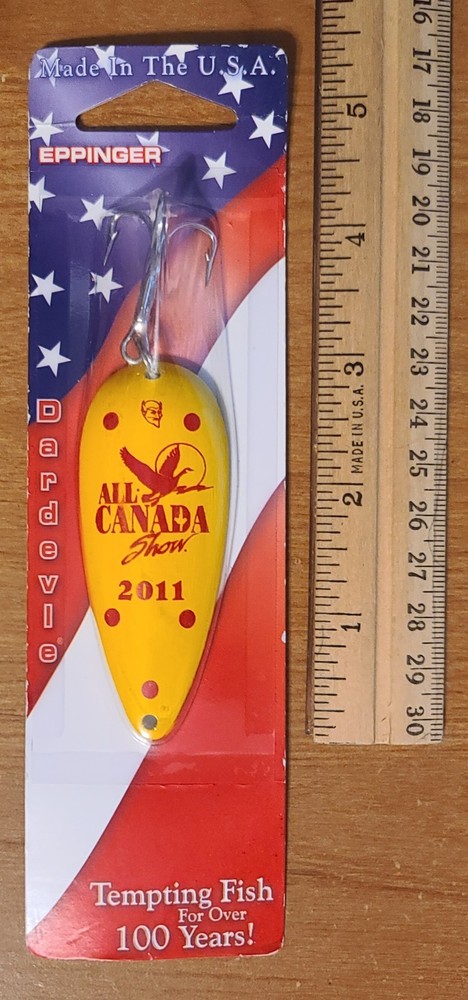 Made In The U.S.A.
EPPINGER
Dardevle®
ALL
CANADA
Show
2011
Tempting Fish
For Over
100 Years!
5
4
3
2
1
MADE IN U.S.A.
16
17
18
19
20
21
22
23
24
25
26
27
28
29
30